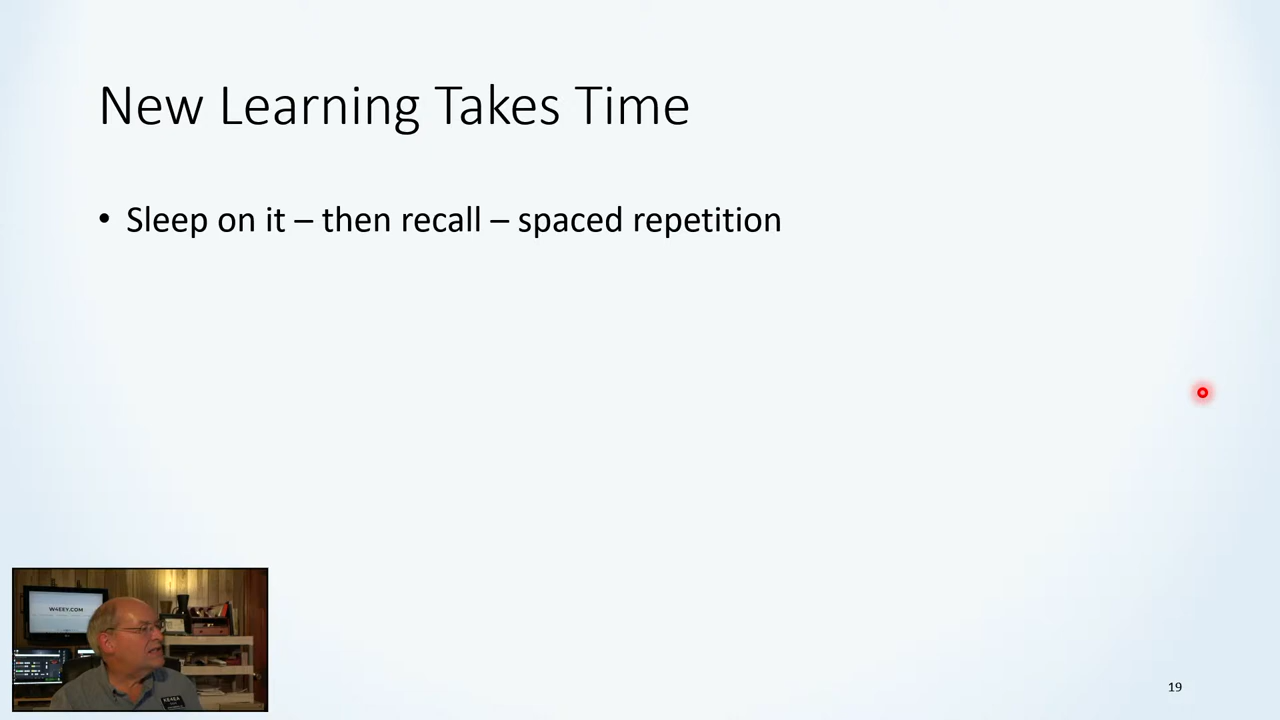 New Learning Takes Time
• Sleep on it – then recall – spaced repetition
W4EEY.COM
19